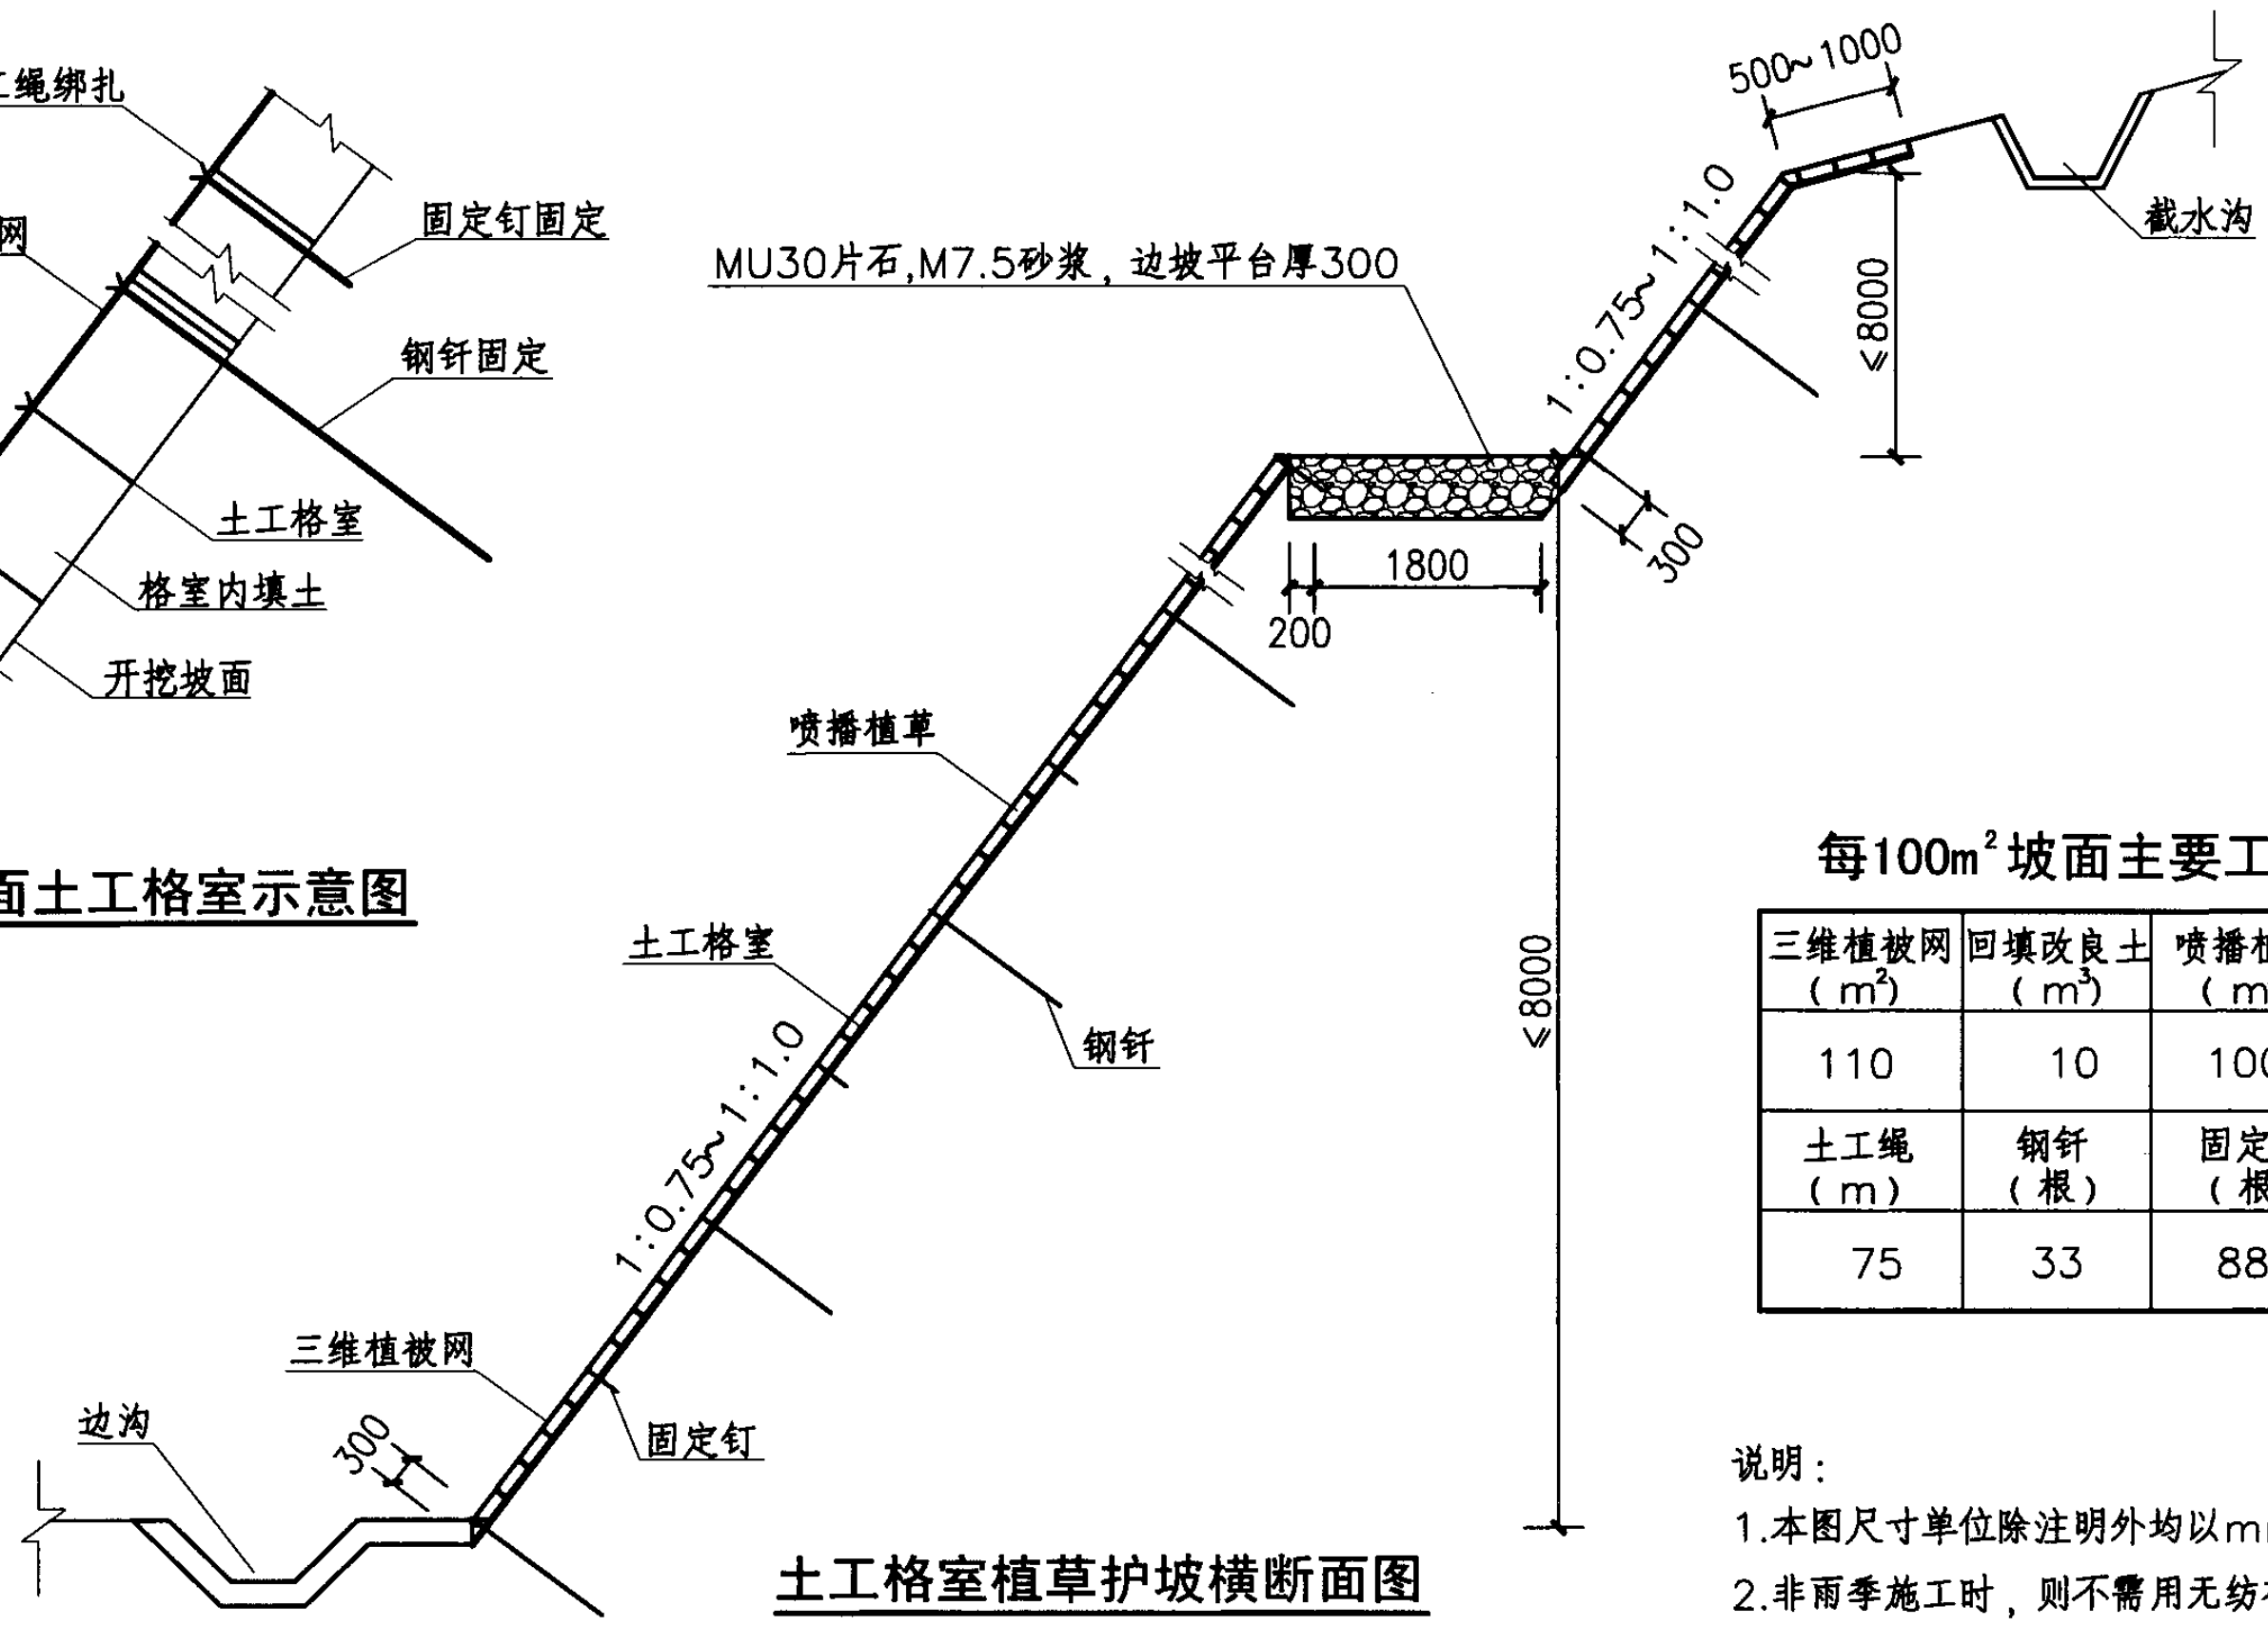 工绳绑扎
网
固定钉固定
钢钎固定
土工格室
格室内填土
开挖坡面
面土工格室示意图
500~1000
截水沟
1:0.75~1:1.0
≤8000
MU30片石,M7.5砂浆，边坡平台厚300
300
1800
200
喷播植草
土工格室
钢钎
≤8000
1:0.75~1:1.0
三维植被网
固定钉
边沟
300
土工格室植草护坡横断面图
每100m²坡面主要工
三维植被网 回填改良土 喷播植
(m²) (m³) (m
110 10 100
土工绳 钢钎 固定
(m) (根) (根
75 33 88
说明：
1.本图尺寸单位除注明外均以m
2.非雨季施工时，则不需用无纺